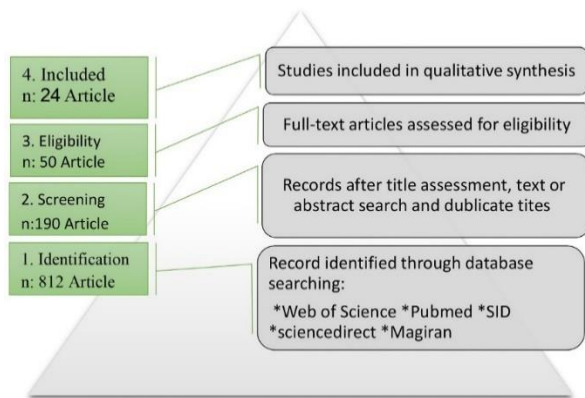 4. Included
n: 24 Article
Studies included in qualitative synthesis
3. Eligibility
n: 50 Article
Full-text articles assessed for eligibility
2. Screening
n:190 Article
Records after title assessment, text or
abstract search and dublicate tites
1. Identification
n: 812 Article
Record identified through database
searching:
*Web of Science *Pubmed *SID
*sciencedirect *Magiran